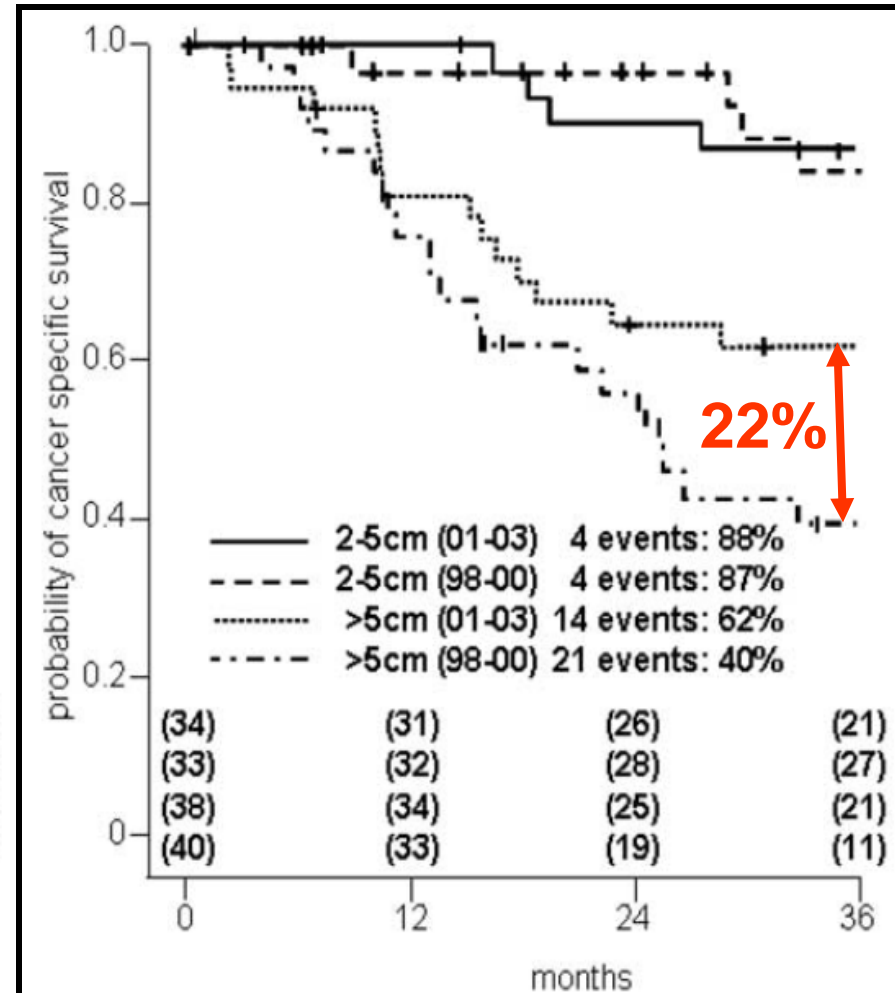 1.0
0.8
0.6
0.4
0.2
0
probability of cancer specific survival
22%
2-5cm (01-03) 4 events: 88%
2-5cm (98-00) 4 events: 87%
>5cm (01-03) 14 events: 62%
>5cm (98-00) 21 events: 40%
(34) (31) (26) (21)
(33) (32) (28) (27)
(38) (34) (25) (21)
(40) (33) (19) (11)
0 12 24 36
months